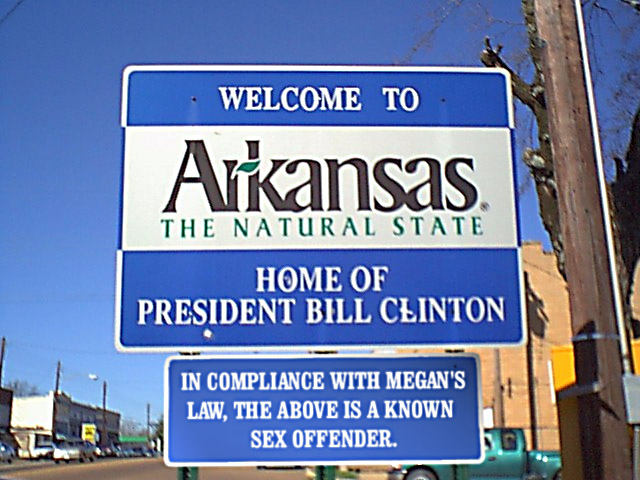 WELCOME TO
Arkansas®
THE NATURAL STATE
HOME OF
PRESIDENT BILL CLINTON
IN COMPLIANCE WITH MEGAN'S
LAW, THE ABOVE IS A KNOWN
SEX OFFENDER.